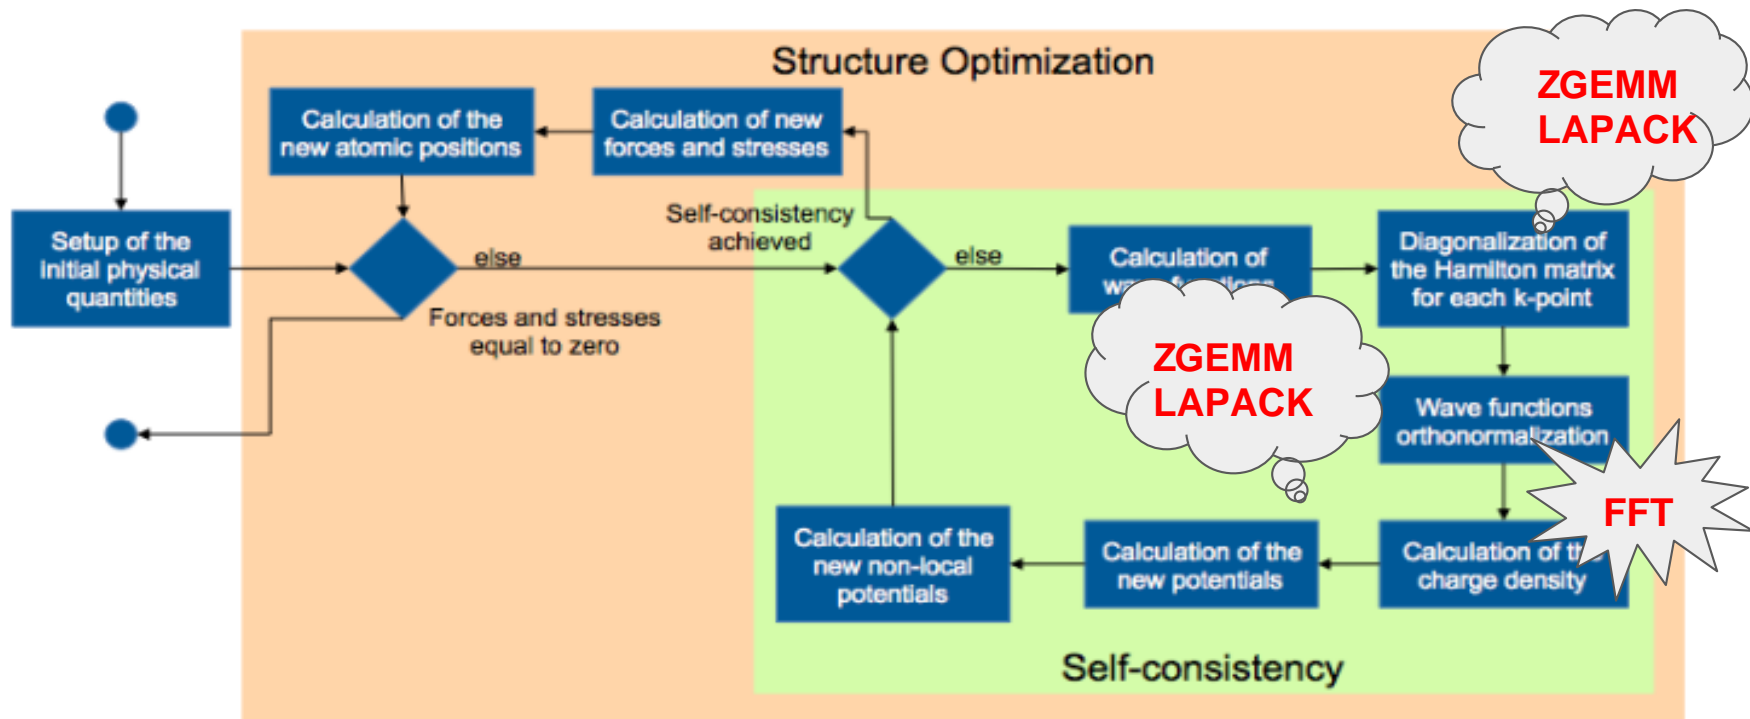 Structure Optimization
ZGEMM
LAPACK
Calculation of the
new atomic positions
Calculation of new
forces and stresses
Setup of the
initial physical
quantities
else
Forces and stresses
equal to zero
Self-consistency
achieved
else
Calculation of
Diagonalization of
the Hamilton matrix
for each k-point
ZGEMM
LAPACK
Wave functions
orthonormalization
FFT
Calculation of the
charge density
Calculation of the
new potentials
Calculation of the
new non-local
potentials
Self-consistency